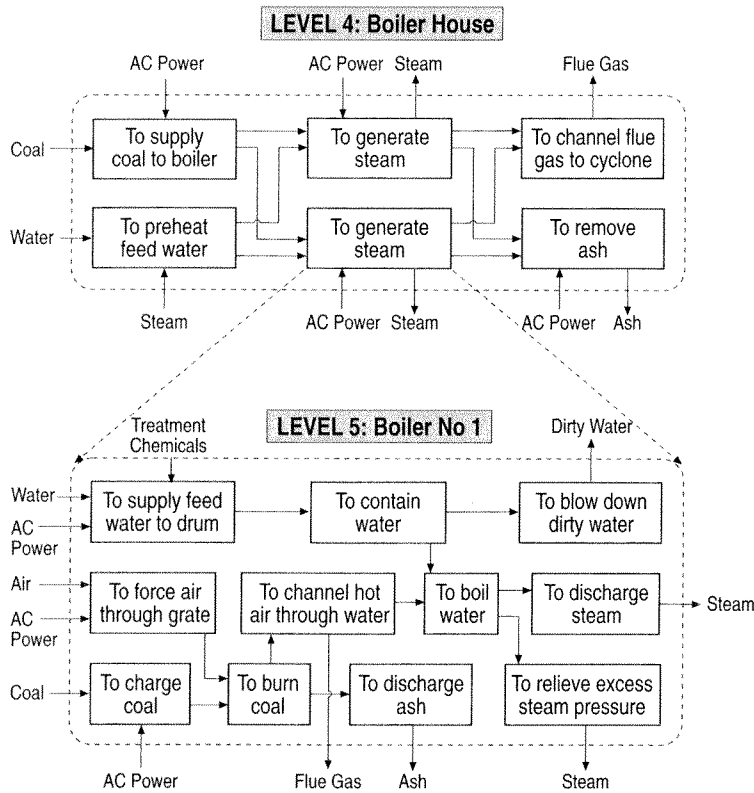 LEVEL 4: Boiler House
AC Power
AC Power
Steam
Flue Gas
Coal
To supply
coal to boiler
To generate
steam
To channel flue
gas to cyclone
Water
To preheat
feed water
To generate
steam
To remove
ash
Steam
AC Power
Steam
AC Power
Ash
LEVEL 5: Boiler No 1
Treatment
Chemicals
Dirty Water
Water
AC
Power
To supply feed
water to drum
To contain
water
To blow down
dirty water
Air
AC
Power
To force air
through grate
To channel hot
air through water
To boil
water
To discharge
steam
Steam
Coal
To charge
coal
To burn
coal
To discharge
ash
To relieve excess
steam pressure
AC Power
Flue Gas
Ash
Steam